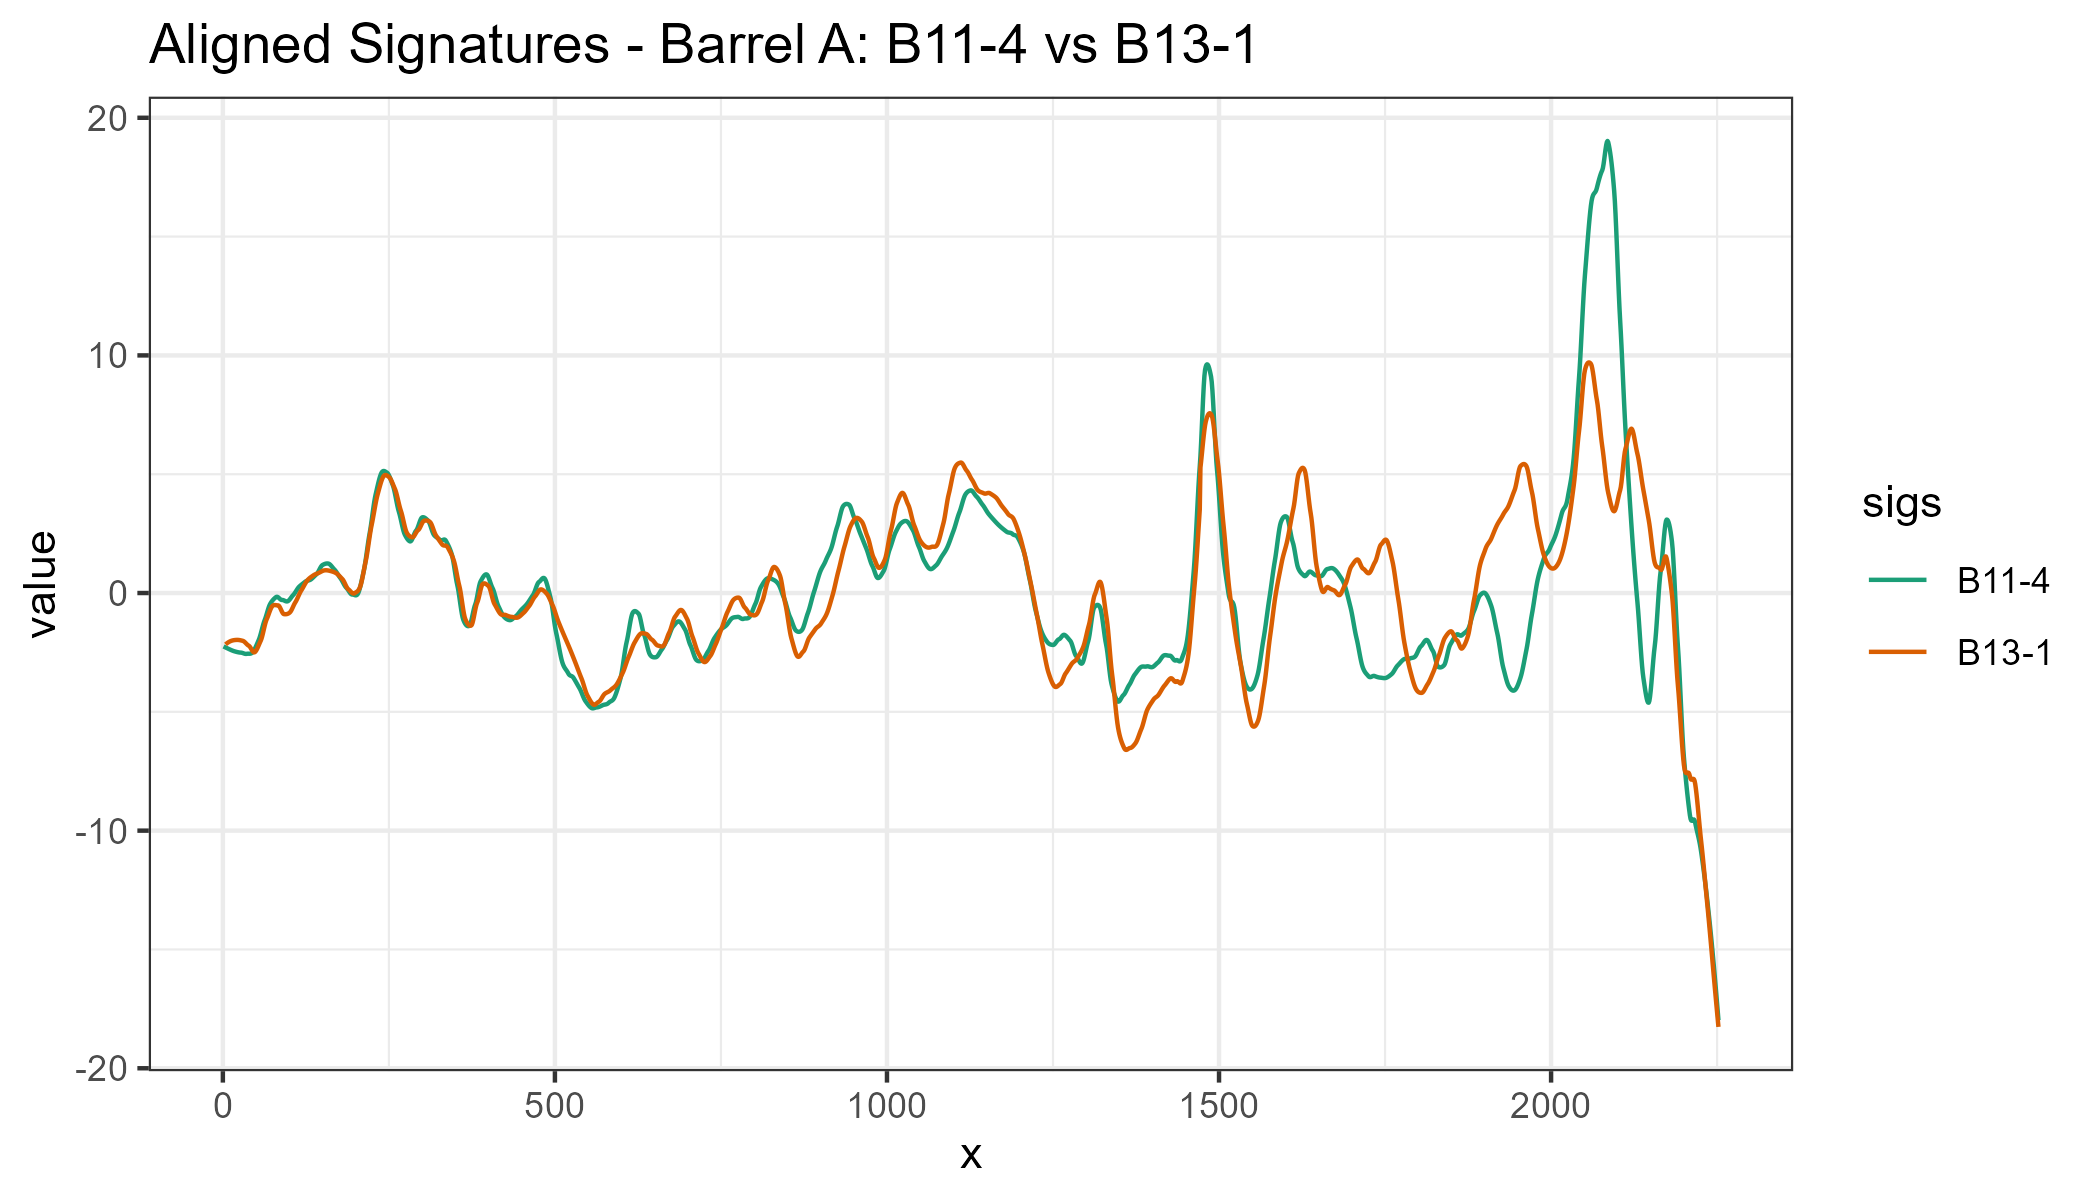 Aligned Signatures - Barrel A: B11-4 vs B13-1
20
10
0
-10
-20
value
0 500 1000 1500 2000
x
sigs
B11-4
B13-1